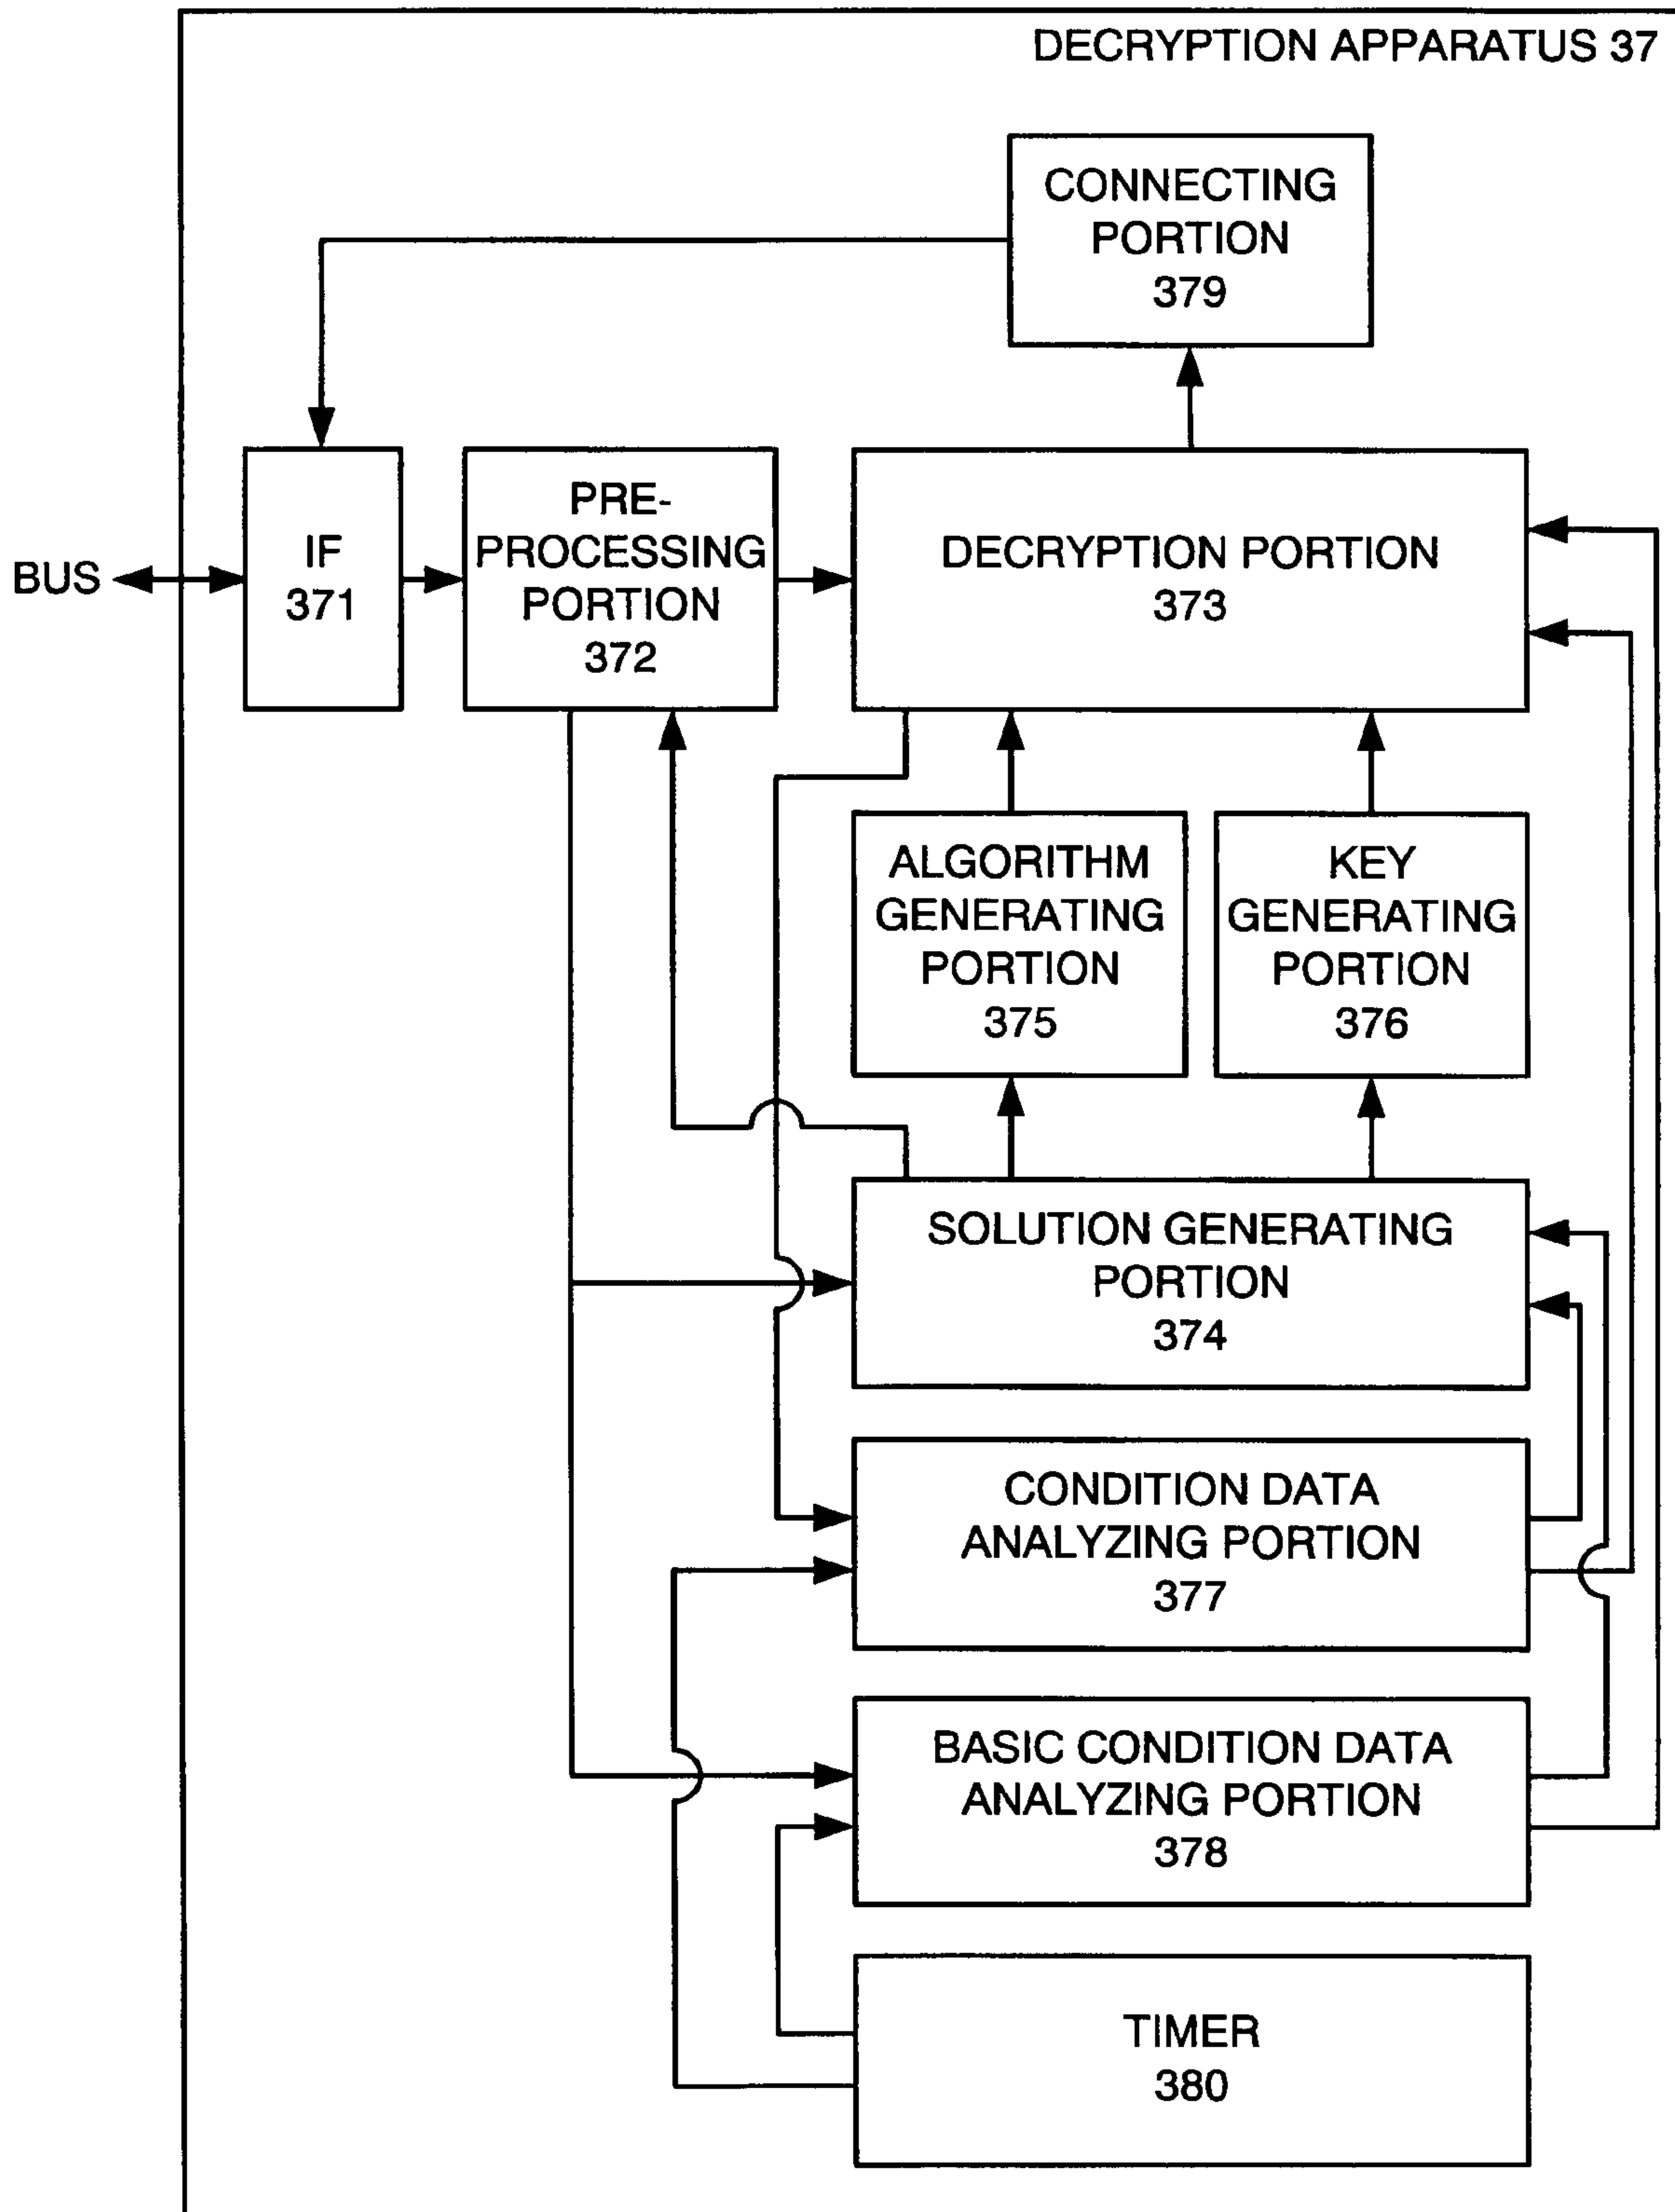 DECRYPTION APPARATUS 37
CONNECTING
PORTION
379
BUS
IF
371
PRE-
PROCESSING
PORTION
372
DECRYPTION PORTION
373
ALGORITHM
GENERATING
PORTION
375
KEY
GENERATING
PORTION
376
SOLUTION GENERATING
PORTION
374
CONDITION DATA
ANALYZING PORTION
377
BASIC CONDITION DATA
ANALYZING PORTION
378
TIMER
380